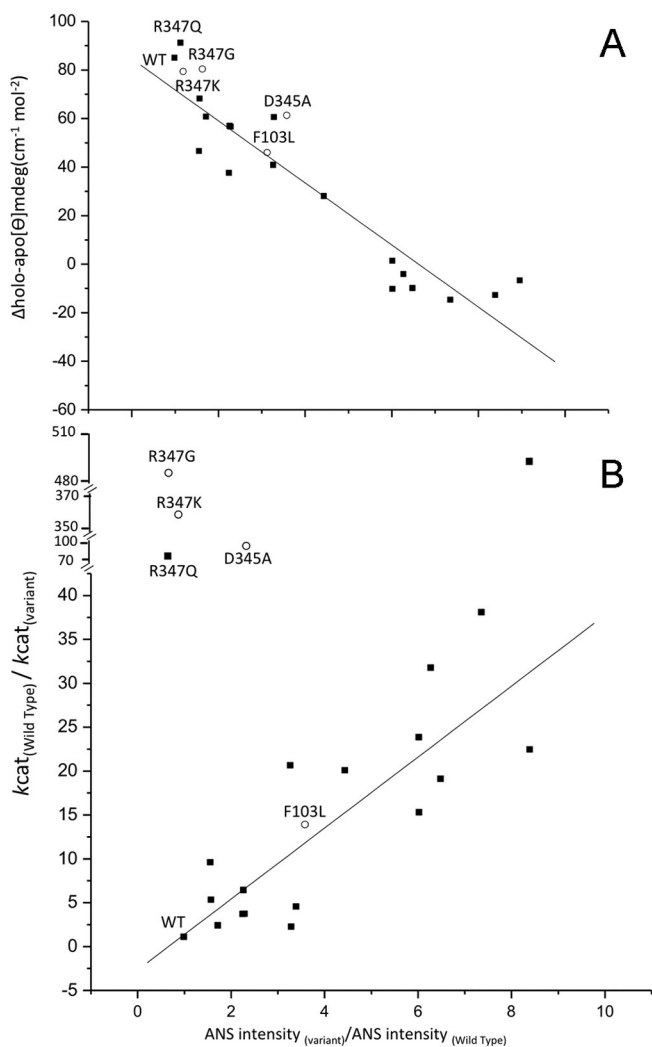 A
R347Q
WT
R347G
R347K
D345A
F103L
100
80
60
40
20
0
-20
-40
-60
Δholo-apo[Θ]mdeg(cm⁻¹ mol⁻²)
B
510
480
370
350
100
70
40
35
30
25
20
15
10
5
0
-5
R347G
R347K
R347Q
D345A
F103L
WT
kcat(Wild Type) / kcat(variant)
0 2 4 6 8 10
ANS intensity (variant)/ANS intensity (Wild Type)